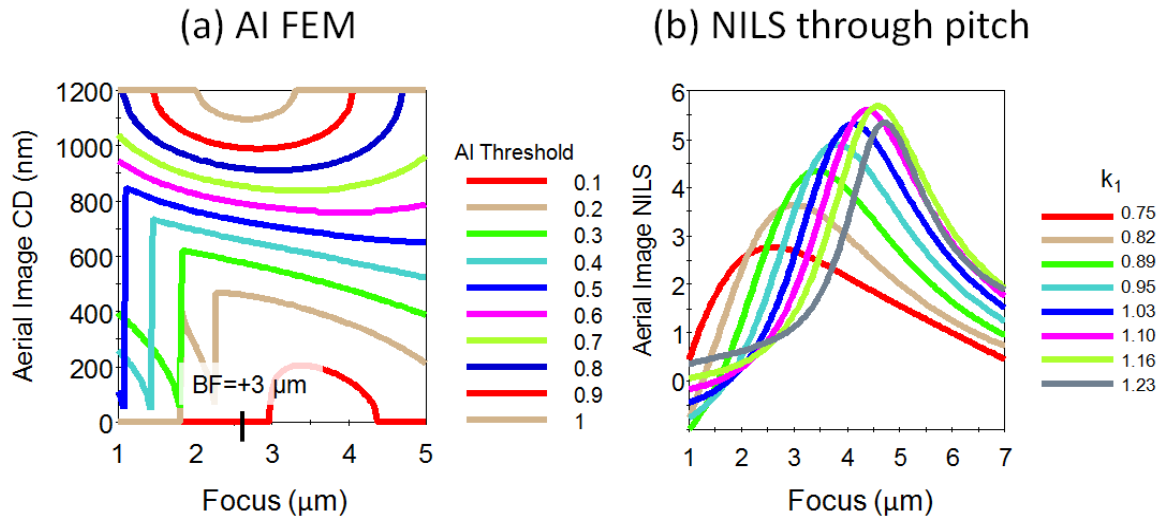 (a) AI FEM
(b) NILS through pitch
Aerial Image CD (nm)
1200
1000
800
600
400
200
0
BF=+3 µm
1 2 3 4 5
Focus (µm)
AI Threshold
0.1
0.2
0.3
0.4
0.5
0.6
0.7
0.8
0.9
1
Aerial Image NILS
6
5
4
3
2
1
0
1 2 3 4 5 6 7
Focus (µm)
k1
0.75
0.82
0.89
0.95
1.03
1.10
1.16
1.23